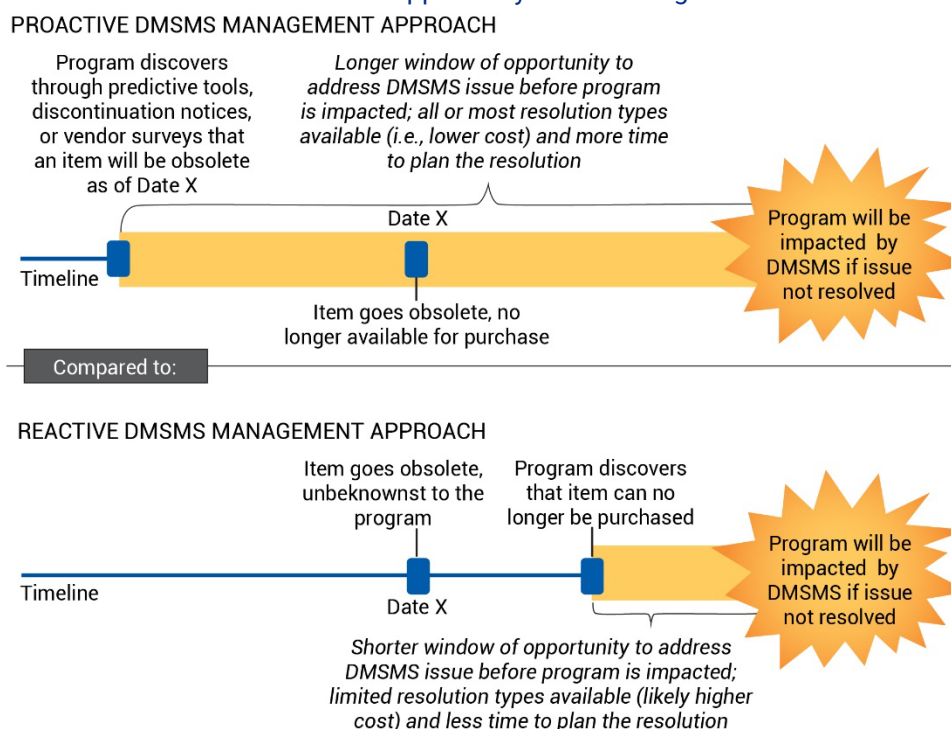 PROACTIVE DMSMS MANAGEMENT APPROACH
Program discovers
through predictive tools,
discontinuation notices,
or vendor surveys that
an item will be obsolete
as of Date X
Longer window of opportunity to
address DMSMS issue before program
is impacted; all or most resolution types
available (i.e., lower cost) and more time
to plan the resolution
Date X
Program will be
impacted by
DMSMS if issue
not resolved
Timeline
Item goes obsolete, no
longer available for purchase
Compared to:
REACTIVE DMSMS MANAGEMENT APPROACH
Item goes obsolete,
unbeknownst to the
program
Program discovers
that item can no
longer be purchased
Program will be
impacted by
DMSMS if issue
not resolved
Timeline
Date X
Shorter window of opportunity to address
DMSMS issue before program is impacted;
limited resolution types available (likely higher
cost) and less time to plan the resolution